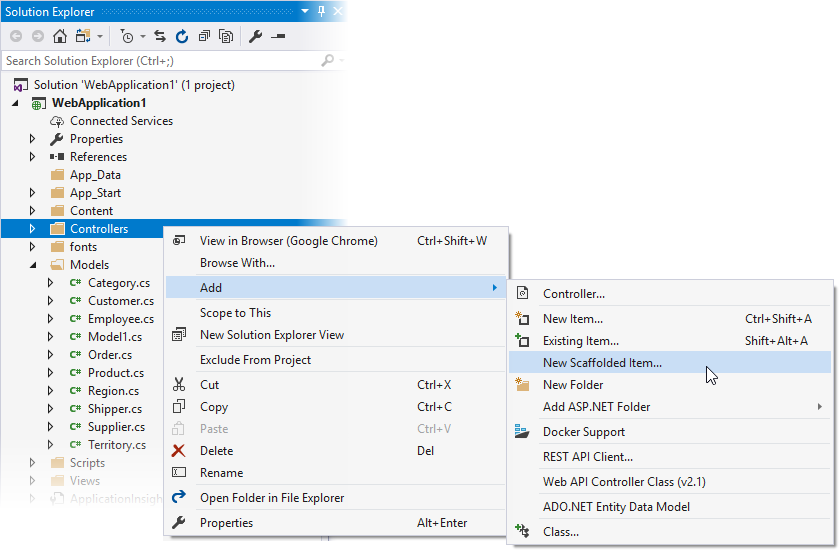 Solution Explorer
Search Solution Explorer (Ctrl+;)
Solution 'WebApplication1' (1 project)
WebApplication1
Connected Services
Properties
References
App_Data
App_Start
Content
Controllers
fonts
Models
Category.cs
Customer.cs
Employee.cs
Model1.cs
Order.cs
Product.cs
Region.cs
Shipper.cs
Supplier.cs
Territory.cs
Scripts
Views
ApplicationInsigh
View in Browser (Google Chrome) Ctrl+Shift+W
Browse With...
Add
Scope to This
New Solution Explorer View
Exclude From Project
Cut Ctrl+X
Copy Ctrl+C
Paste Ctrl+V
Delete Del
Rename
Open Folder in File Explorer
Properties Alt+Enter
Controller...
New Item... Ctrl+Shift+A
Existing Item... Shift+Alt+A
New Scaffolded Item...
New Folder
Add ASP.NET Folder
Docker Support
REST API Client...
Web API Controller Class (v2.1)
ADO.NET Entity Data Model
Class...